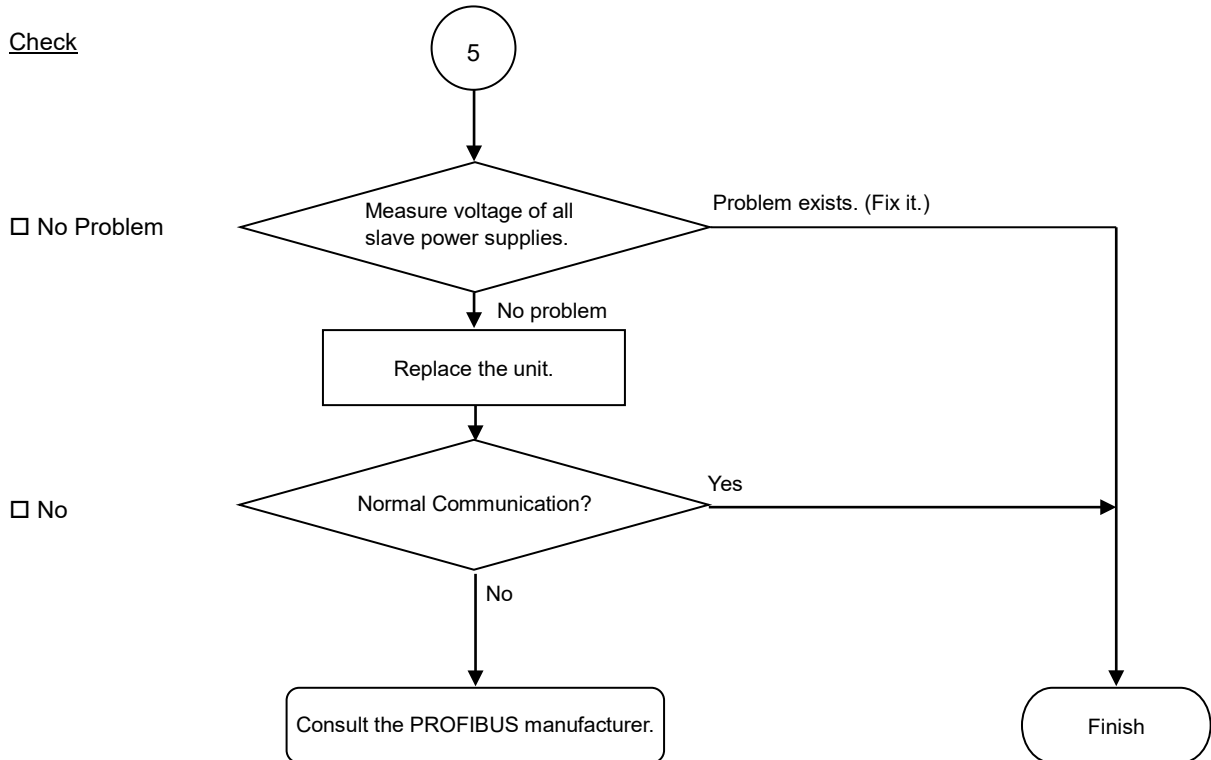 Check
5
Measure voltage of all
slave power supplies.
Problem exists. (Fix it.)
□ No Problem
No problem
Replace the unit.
Normal Communication?
Yes
□ No
No
Consult the PROFIBUS manufacturer.
Finish